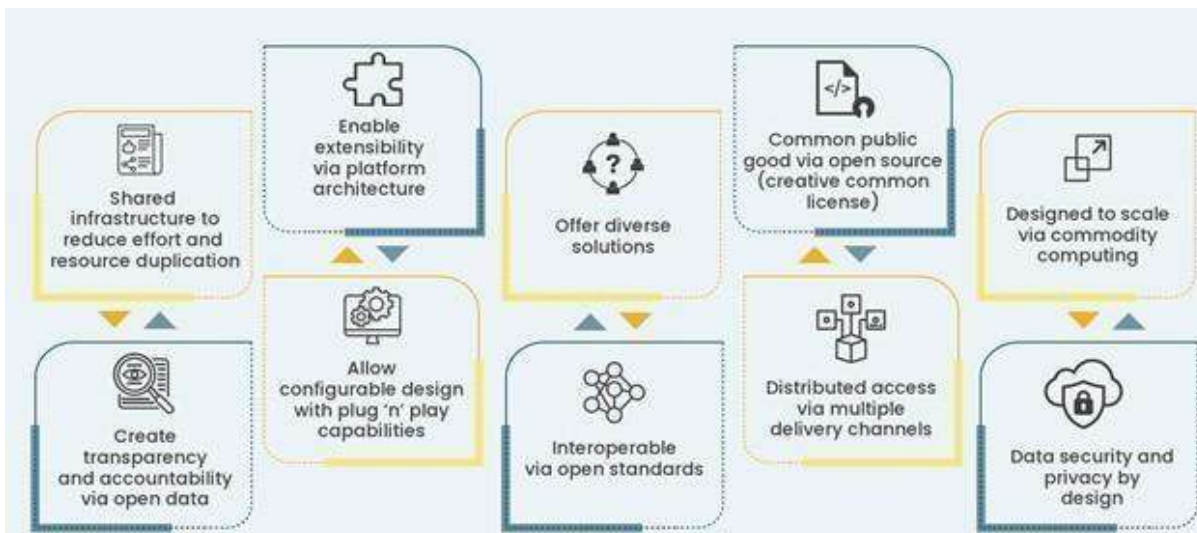 Shared
infrastructure to
reduce effort and
resource duplication
Create
transparency
and accountability
via open data
Enable
extensibility
via platform
architecture
Allow
configurable design
with plug ‘n’ play
capabilities
?
Offer diverse
solutions
Interoperable
via open standards
</>
Common public
good via open source
(creative common
license)
Distributed access
via multiple
delivery channels
Designed to scale
via commodity
computing
Data security and
privacy by
design